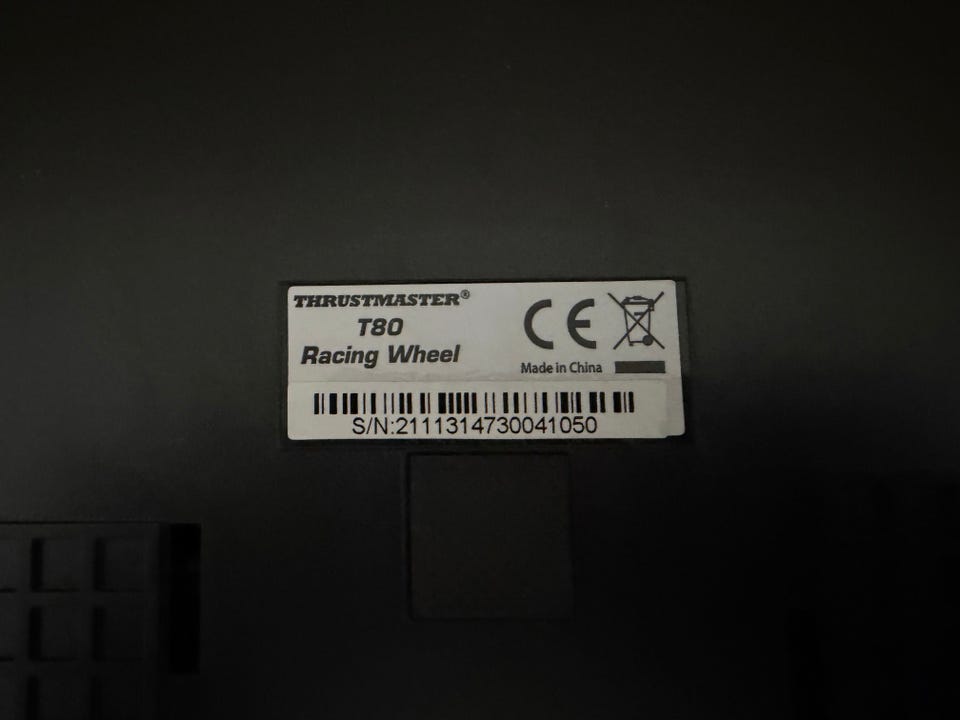 THRUSTMASTER®
T80
Racing Wheel
CE
Made in China
S/N:2111314730041050